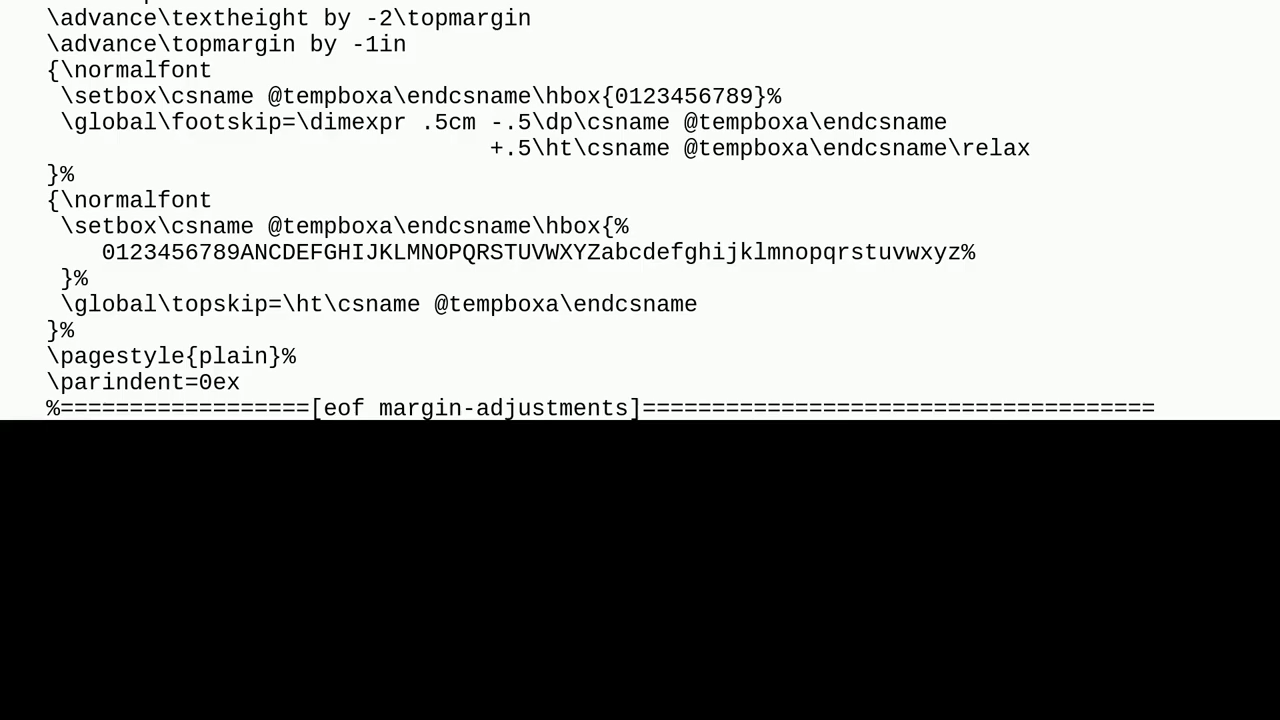 \advance\textheight by -2\topmargin
\advance\topmargin by -1in
{\normalfont
 \setbox\csname @tempboxa\endcsname\hbox{0123456789}%
 \global\footskip=\dimexpr .5cm -.5\dp\csname @tempboxa\endcsname
                                +.5\ht\csname @tempboxa\endcsname\relax
}%
{\normalfont
 \setbox\csname @tempboxa\endcsname\hbox{%
    0123456789ANCDEFGHIJKLMNOPQRSTUVWXYZabcdefghijklmnopqrstuvwxyz%
 }%
 \global\topskip=\ht\csname @tempboxa\endcsname
}%
\pagestyle{plain}%
\parindent=0ex
%==================[eof margin-adjustments]=====================================